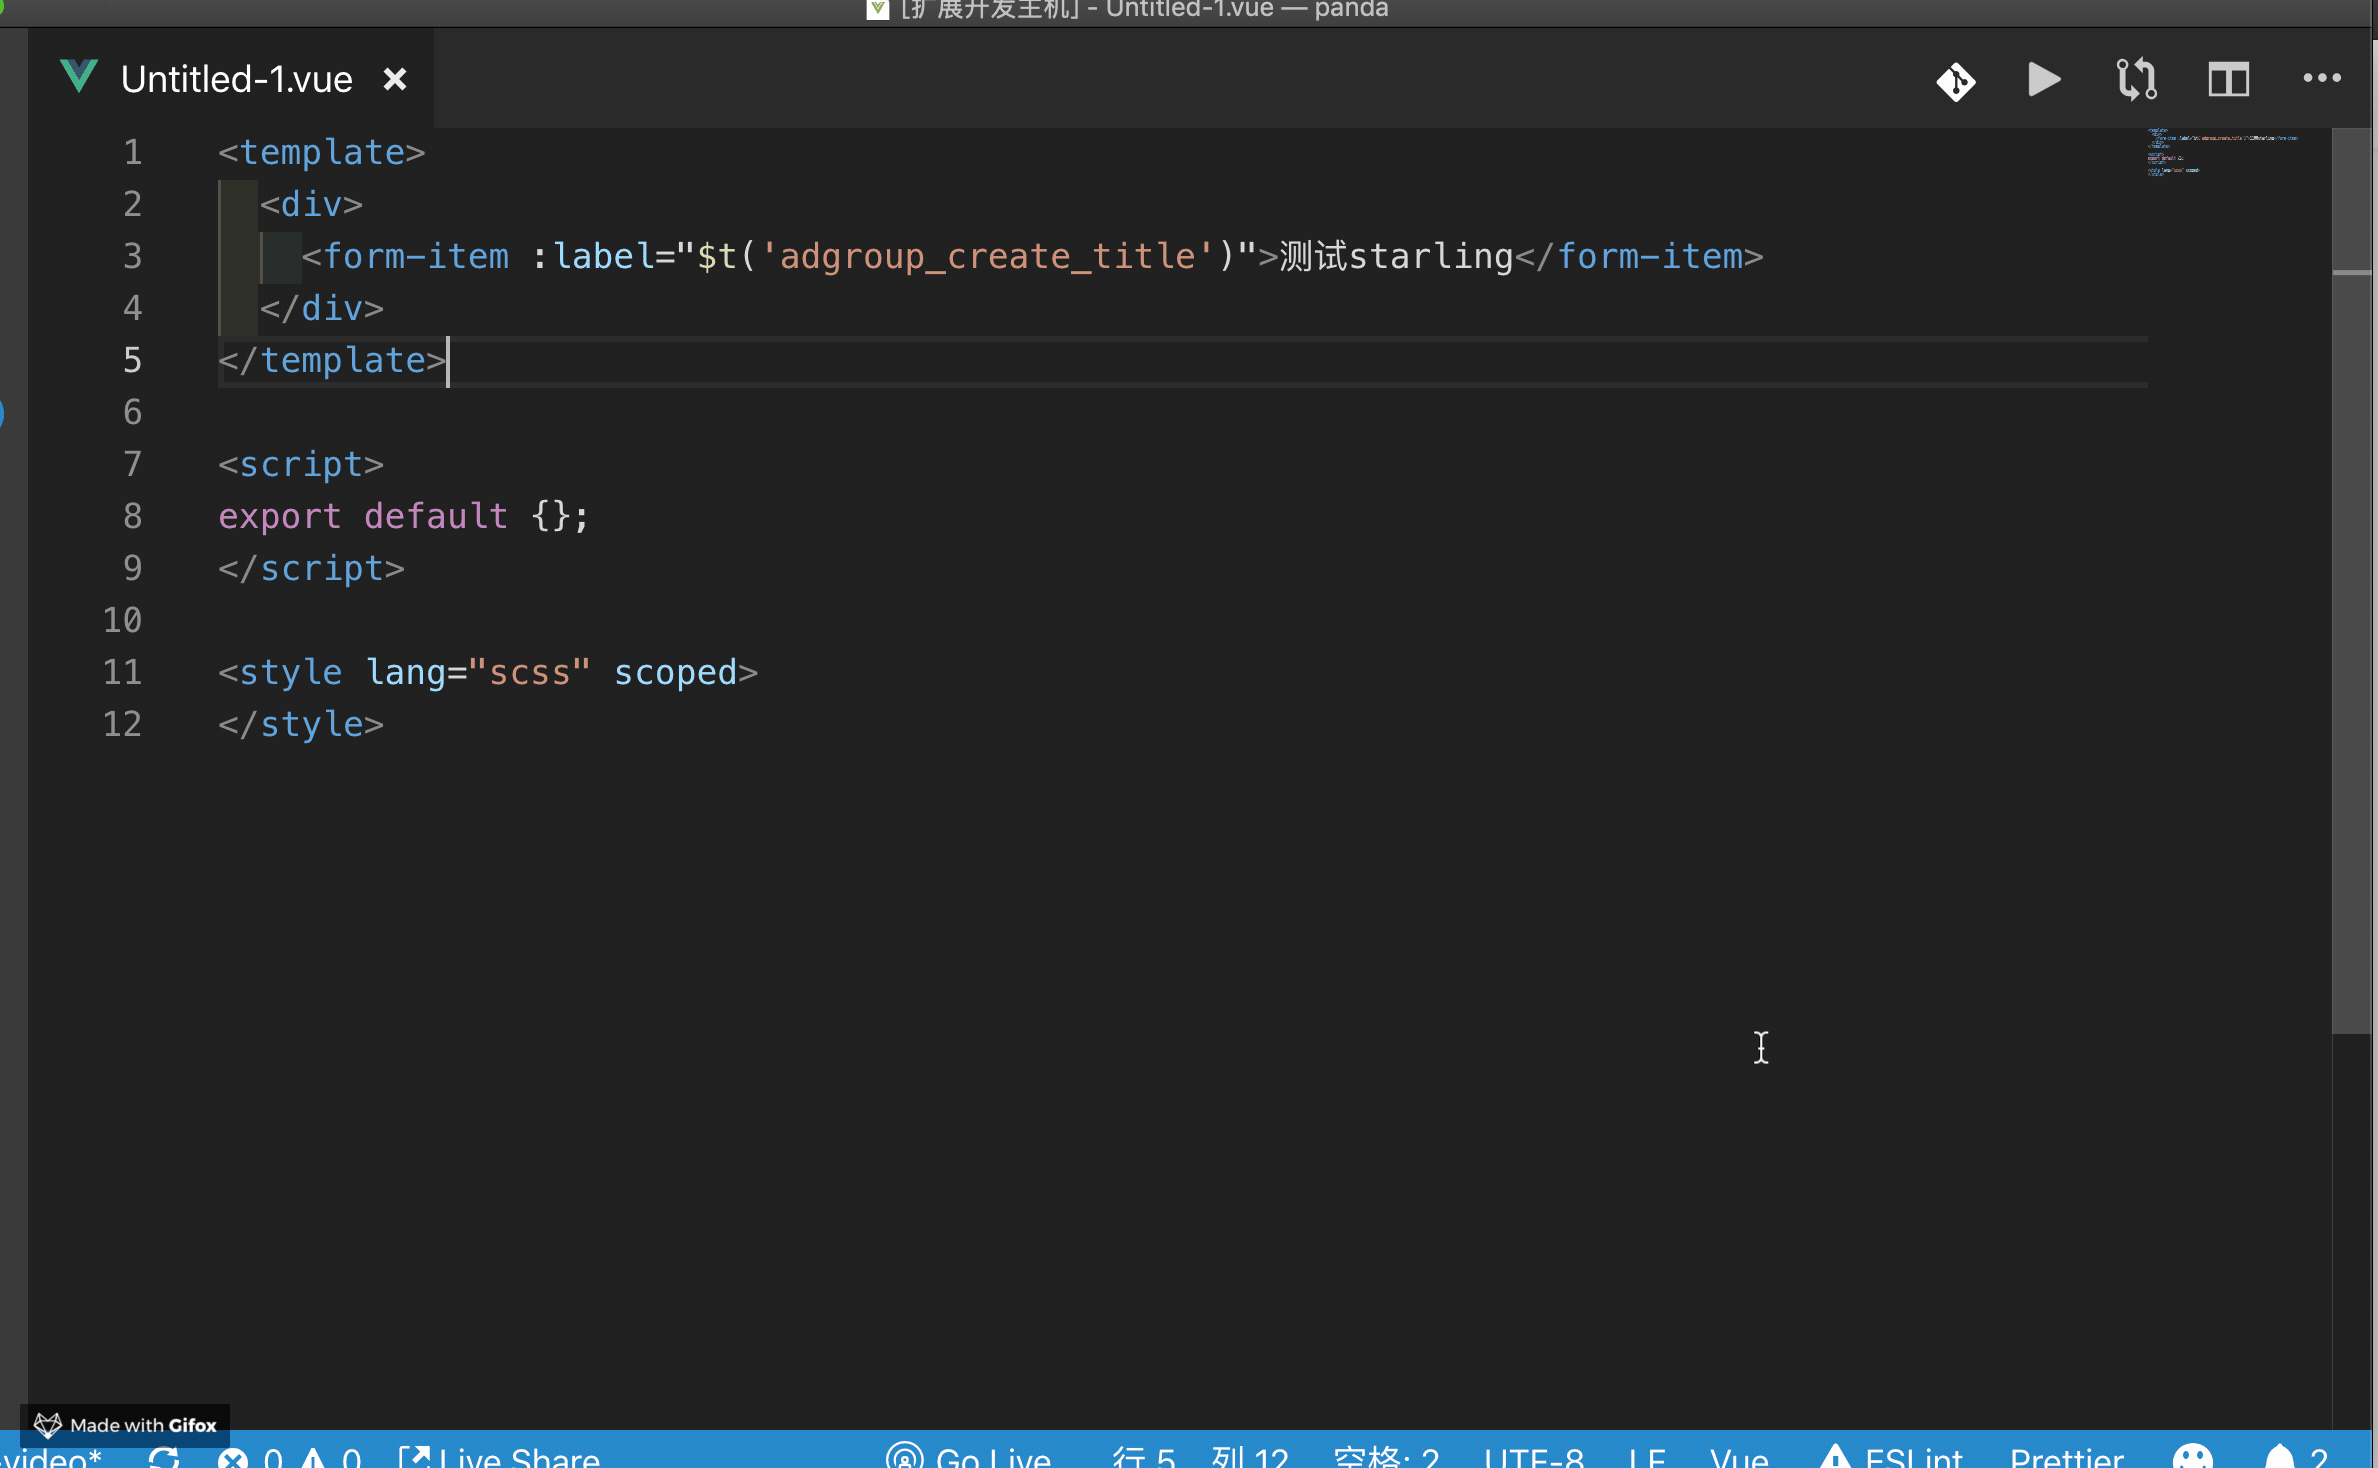 [扩展开发主机] - Untitled-1.vue — panda
Untitled-1.vue
1 <template>
2 <div>
3 <form-item :label="$t('adgroup_create_title')">测试starling</form-item>
4 </div>
5 </template>
6
7 <script>
8 export default {};
9 </script>
10
11 <style lang="scss" scoped>
12 </style>
Made with Gifox
video* 0 0 Live Share Go Live 行 5 列 12 空格: 2 UTF-8 LF Vue ESLint Prettier 2